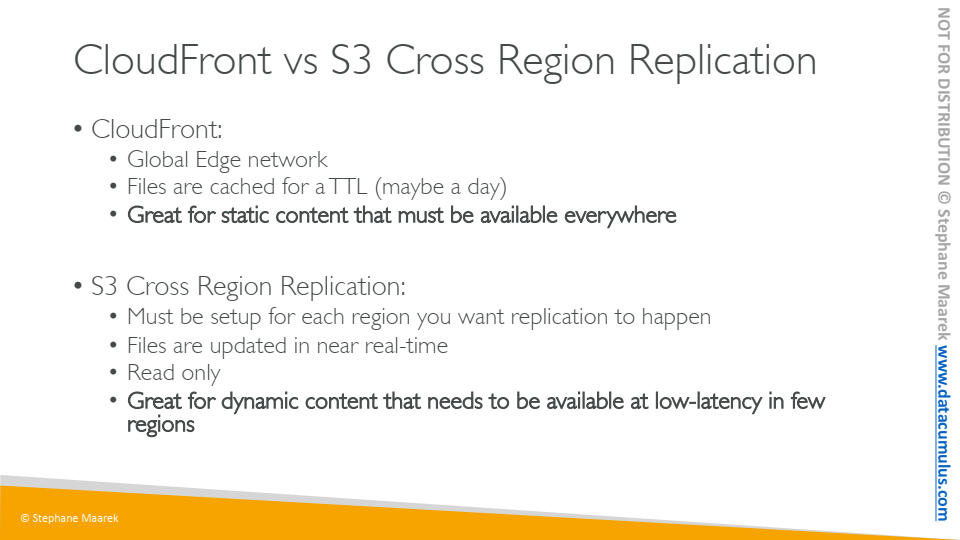 CloudFront vs S3 Cross Region Replication
• CloudFront:
• Global Edge network
• Files are cached for a TTL (maybe a day)
• Great for static content that must be available everywhere
• S3 Cross Region Replication:
• Must be setup for each region you want replication to happen
• Files are updated in near real-time
• Read only
• Great for dynamic content that needs to be available at low-latency in few
regions
© Stephane Maarek
NOT FOR DISTRIBUTION © Stephane Maarek www.datacumulus.com